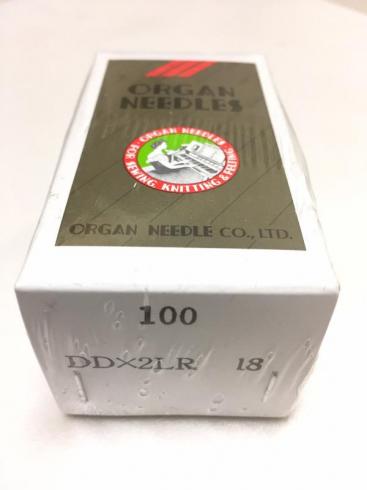 ORGAN
NEEDLES
· ORGAN NEEDLES ·
FOR SEWING, KNITTING & FELTING
ORGAN NEEDLE CO., LTD.
100
DD×2LR 18